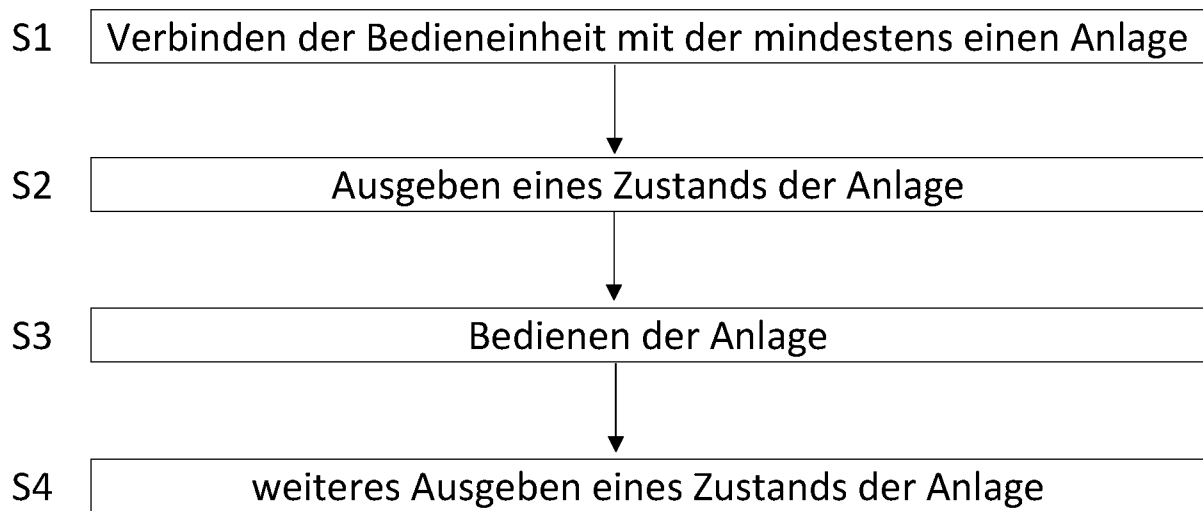 S1 Verbinden der Bedieneinheit mit der mindestens einen Anlage
S2 Ausgeben eines Zustands der Anlage
S3 Bedienen der Anlage
S4 weiteres Ausgeben eines Zustands der Anlage